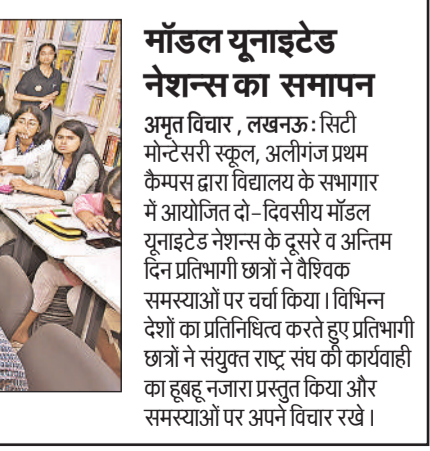 मॉडल यूनाइटेड
नेशन्स का समापन
अमृत विचार , लखनऊ : सिटी
मोन्टेसरी स्कूल, अलीगंज प्रथम
कैम्पस द्वारा विद्यालय के सभागार
में आयोजित दो-दिवसीय मॉडल
यूनाइटेड नेशन्स के दूसरे व अन्तिम
दिन प्रतिभागी छात्रों ने वैश्विक
समस्याओं पर चर्चा किया। विभिन्न
देशों का प्रतिनिधित्व करते हुए प्रतिभागी
छात्रों ने संयुक्त राष्ट्र संघ की कार्यवाही
का हूबहू नजारा प्रस्तुत किया और
समस्याओं पर अपने विचार रखे।